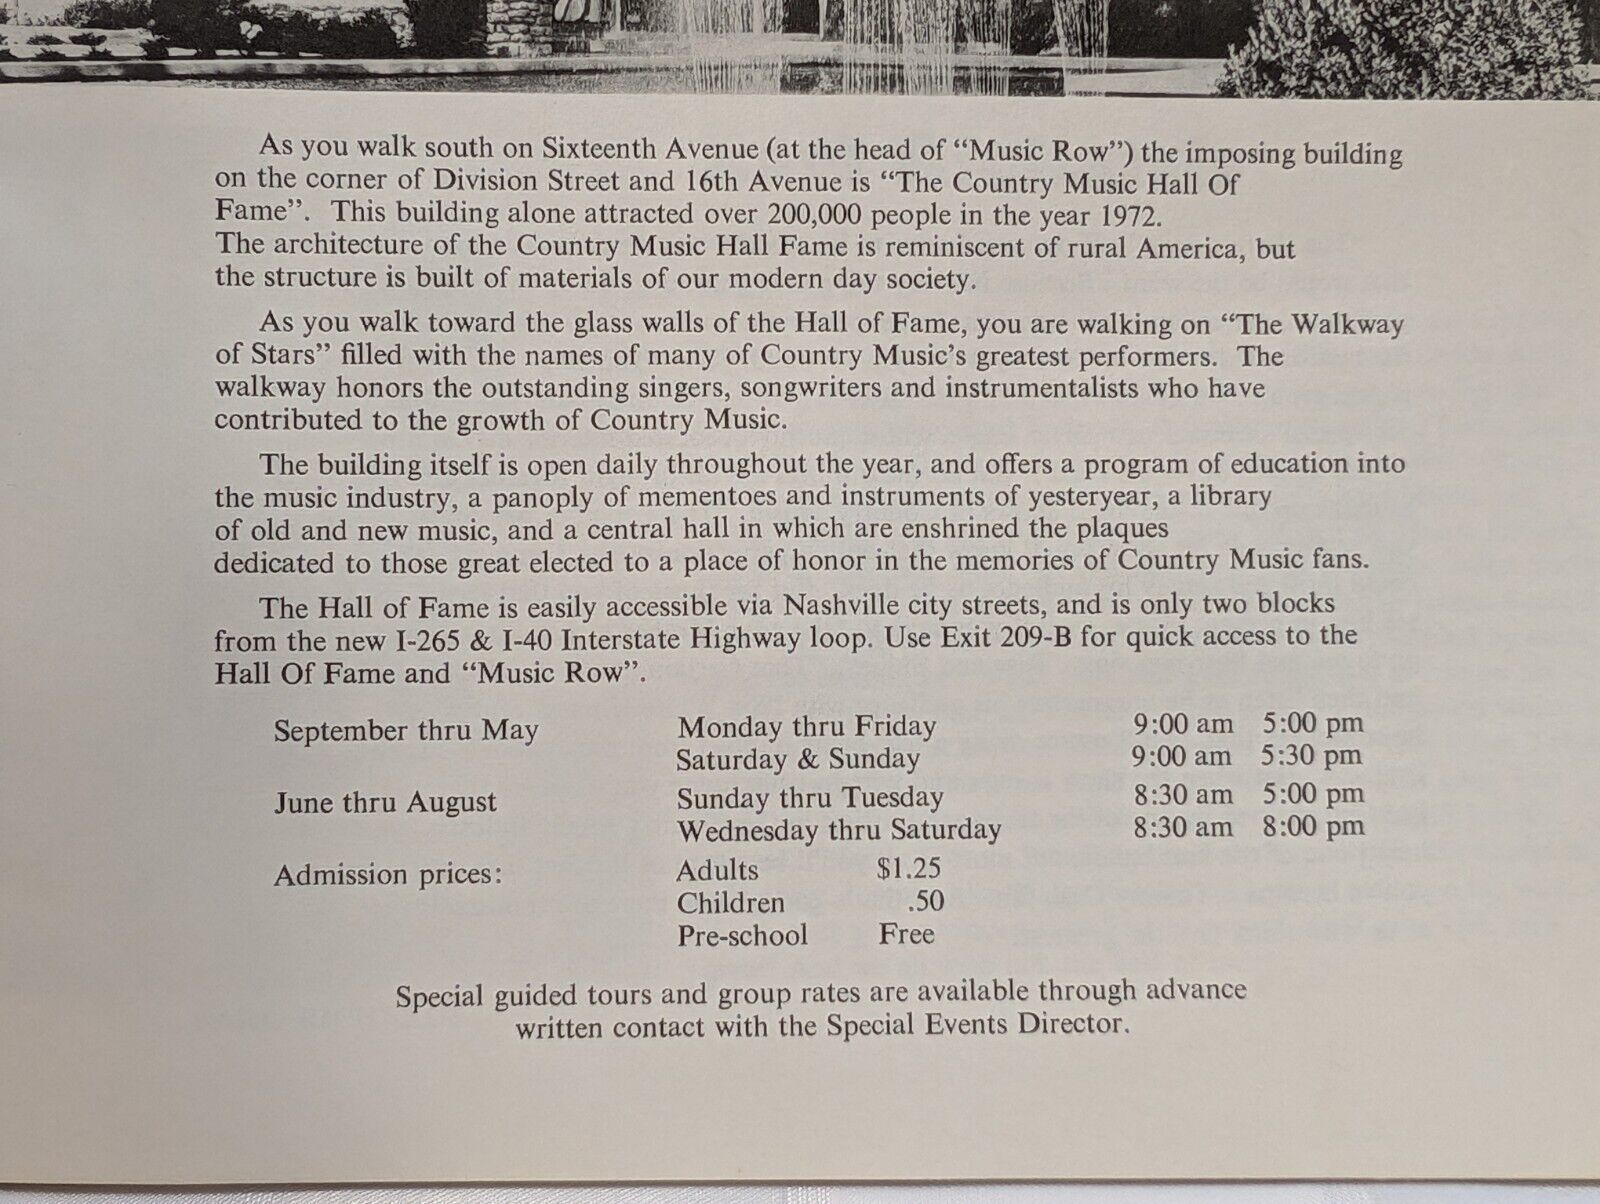 As you walk south on Sixteenth Avenue (at the head of “Music Row”) the imposing building
on the corner of Division Street and 16th Avenue is “The Country Music Hall Of
Fame”. This building alone attracted over 200,000 people in the year 1972.
The architecture of the Country Music Hall Fame is reminiscent of rural America, but
the structure is built of materials of our modern day society.
As you walk toward the glass walls of the Hall of Fame, you are walking on “The Walkway
of Stars” filled with the names of many of Country Music’s greatest performers. The
walkway honors the outstanding singers, songwriters and instrumentalists who have
contributed to the growth of Country Music.
The building itself is open daily throughout the year, and offers a program of education into
the music industry, a panoply of mementoes and instruments of yesteryear, a library
of old and new music, and a central hall in which are enshrined the plaques
dedicated to those great elected to a place of honor in the memories of Country Music fans.
The Hall of Fame is easily accessible via Nashville city streets, and is only two blocks
from the new I-265 & I-40 Interstate Highway loop. Use Exit 209-B for quick access to the
Hall Of Fame and “Music Row”.
September thru May Monday thru Friday 9:00 am 5:00 pm
Saturday & Sunday 9:00 am 5:30 pm
June thru August Sunday thru Tuesday 8:30 am 5:00 pm
Wednesday thru Saturday 8:30 am 8:00 pm
Admission prices: Adults $1.25
Children .50
Pre-school Free
Special guided tours and group rates are available through advance
written contact with the Special Events Director.